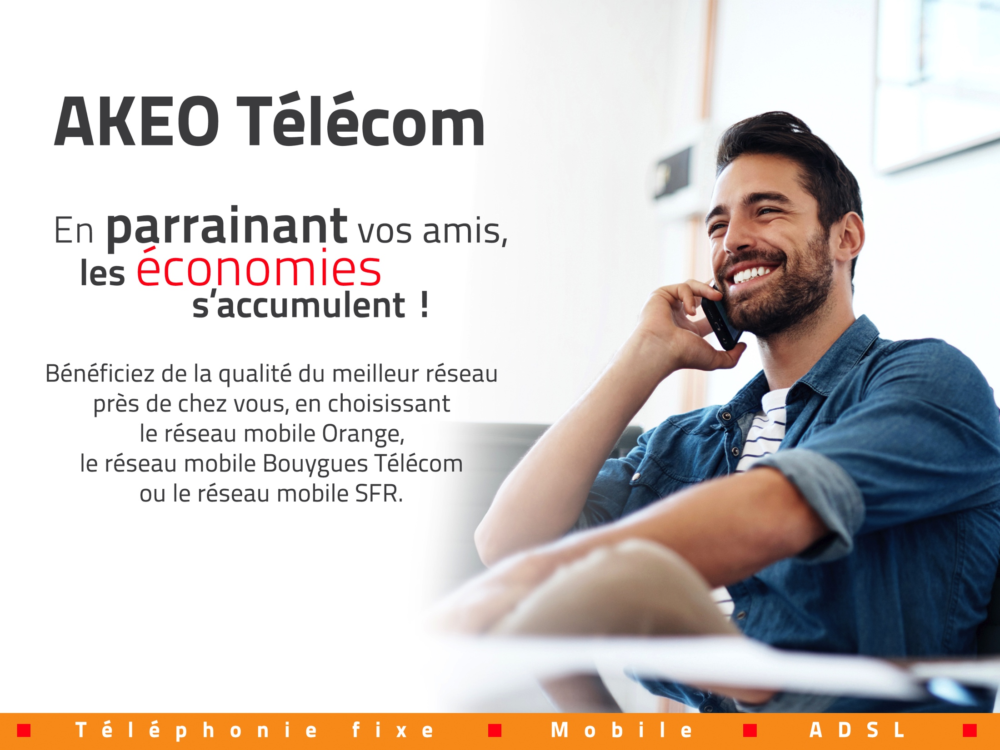 AKEO Télécom
En parrainant vos amis,
les économies
s’accumulent !
Bénéficiez de la qualité du meilleur réseau
près de chez vous, en choisissant
le réseau mobile Orange,
le réseau mobile Bouygues Télécom
ou le réseau mobile SFR.
Téléphonie fixe ■ Mobile ■ ADSL